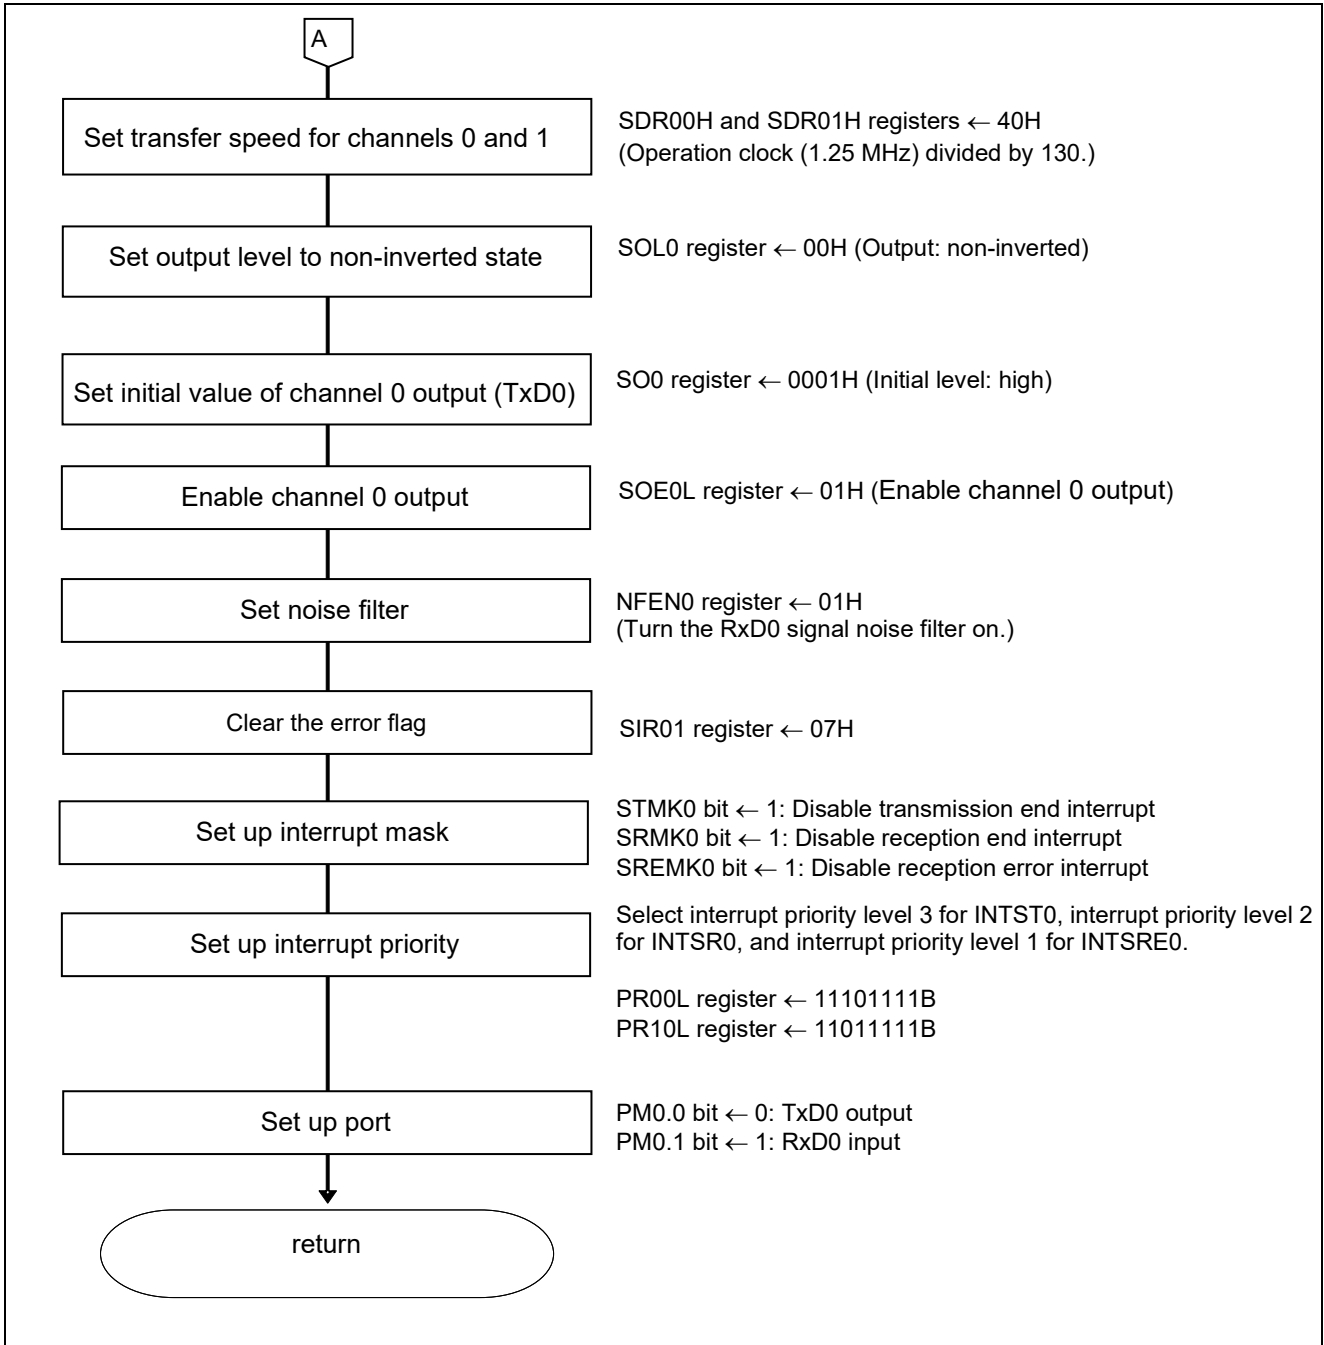 A
Set transfer speed for channels 0 and 1
SDR00H and SDR01H registers ← 40H
(Operation clock (1.25 MHz) divided by 130.)
Set output level to non-inverted state
SOL0 register ← 00H (Output: non-inverted)
Set initial value of channel 0 output (TxD0)
SO0 register ← 0001H (Initial level: high)
Enable channel 0 output
SOE0L register ← 01H (Enable channel 0 output)
Set noise filter
NFEN0 register ← 01H
(Turn the RxD0 signal noise filter on.)
Clear the error flag
SIR01 register ← 07H
Set up interrupt mask
STMK0 bit ← 1: Disable transmission end interrupt
SRMK0 bit ← 1: Disable reception end interrupt
SREMK0 bit ← 1: Disable reception error interrupt
Set up interrupt priority
Select interrupt priority level 3 for INTST0, interrupt priority level 2
for INTSR0, and interrupt priority level 1 for INTSRE0.
PR00L register ← 11101111B
PR10L register ← 11011111B
Set up port
PM0.0 bit ← 0: TxD0 output
PM0.1 bit ← 1: RxD0 input
return